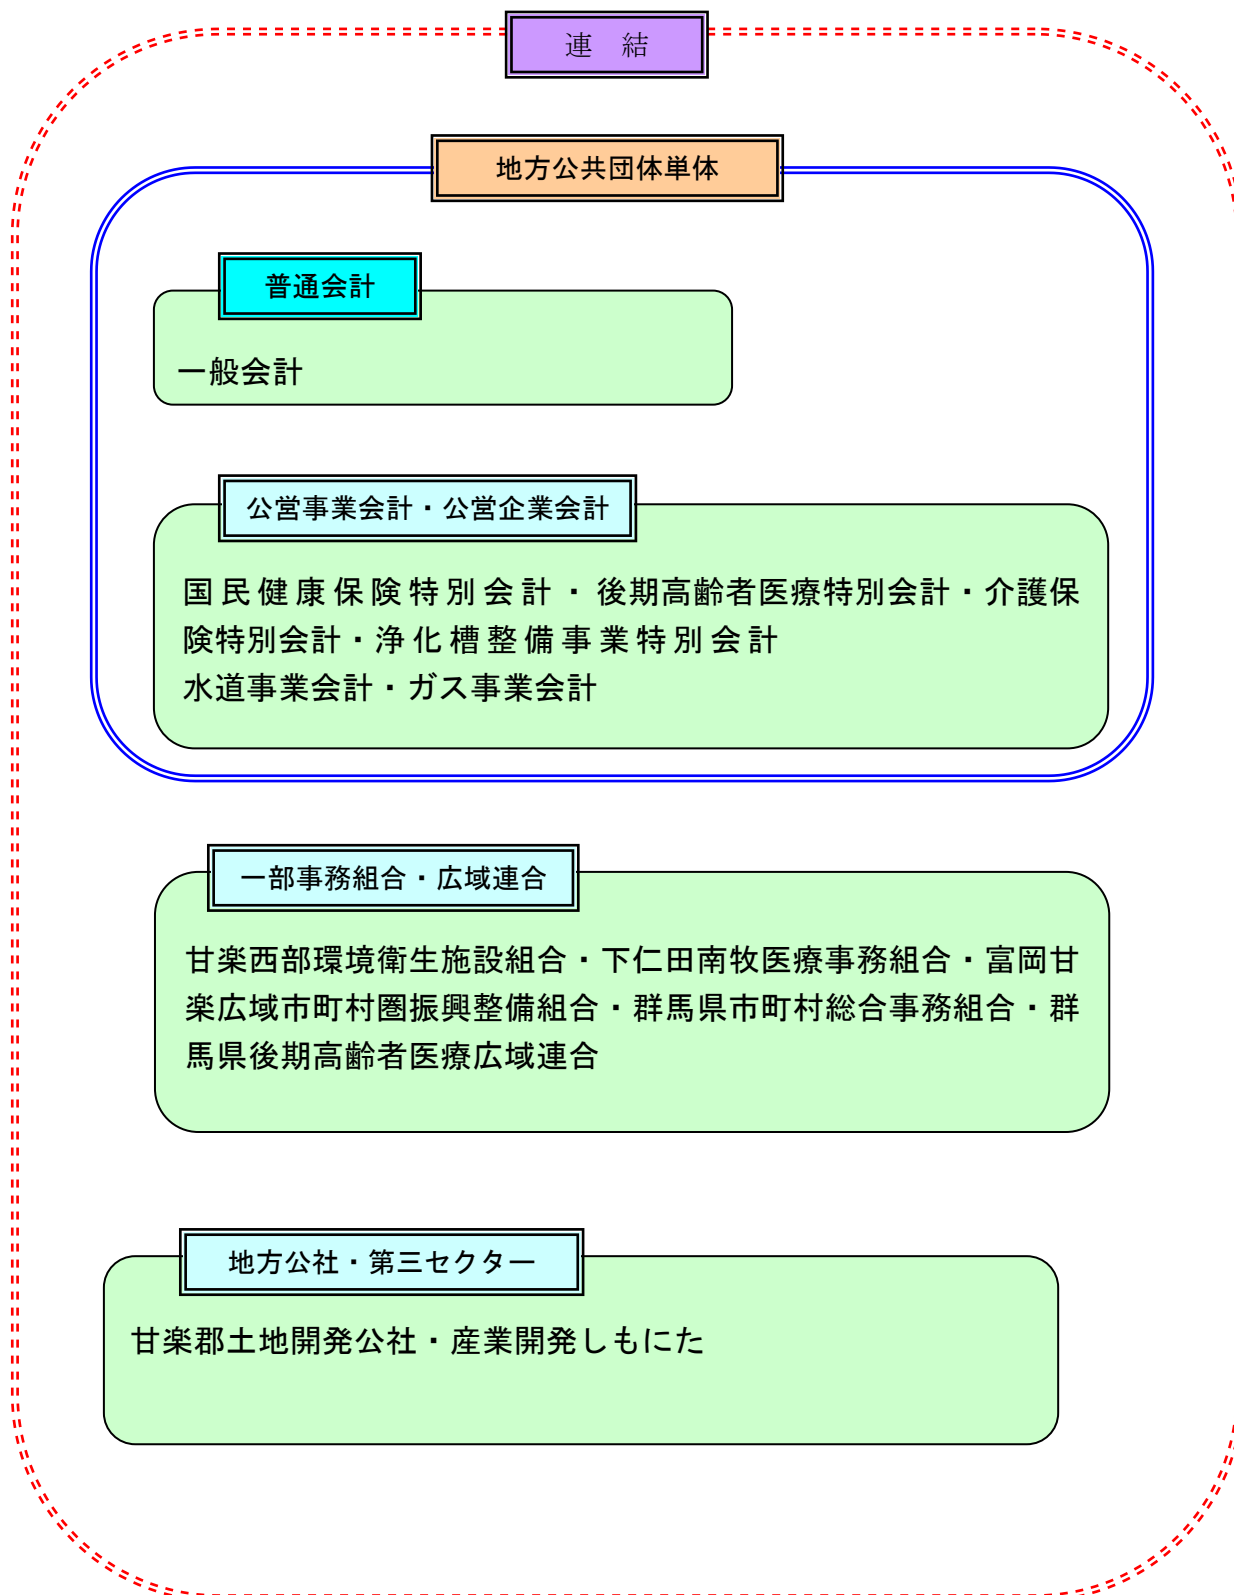 連　結
地方公共団体単体
普通会計
一般会計
公営事業会計・公営企業会計
国民健康保険特別会計・後期高齢者医療特別会計・介護保
険特別会計・浄化槽整備事業特別会計
水道事業会計・ガス事業会計
一部事務組合・広域連合
甘楽西部環境衛生施設組合・下仁田南牧医療事務組合・富岡甘
楽広域市町村圏振興整備組合・群馬県市町村総合事務組合・群
馬県後期高齢者医療広域連合
地方公社・第三セクター
甘楽郡土地開発公社・産業開発しもにた